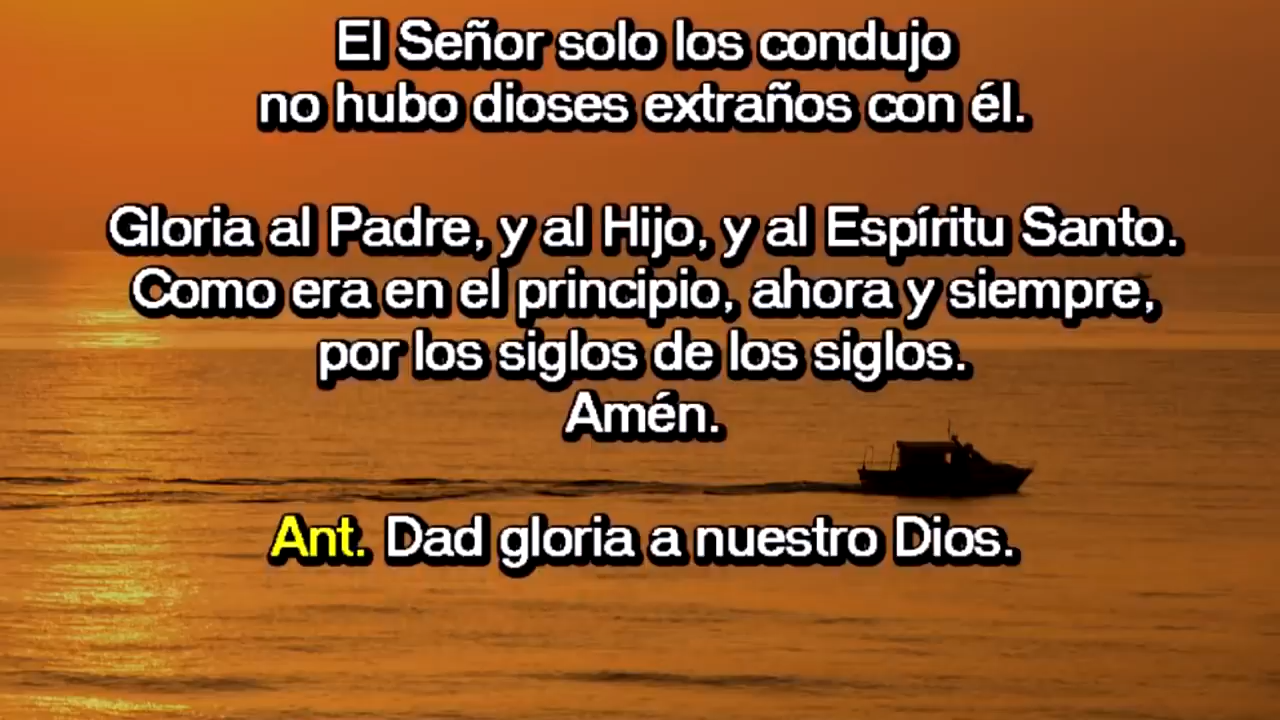 El Señor solo los condujo
no hubo dioses extraños con él.
Gloria al Padre, y al Hijo, y al Espíritu Santo.
Como era en el principio, ahora y siempre,
por los siglos de los siglos.
Amén.
Ant. Dad gloria a nuestro Dios.